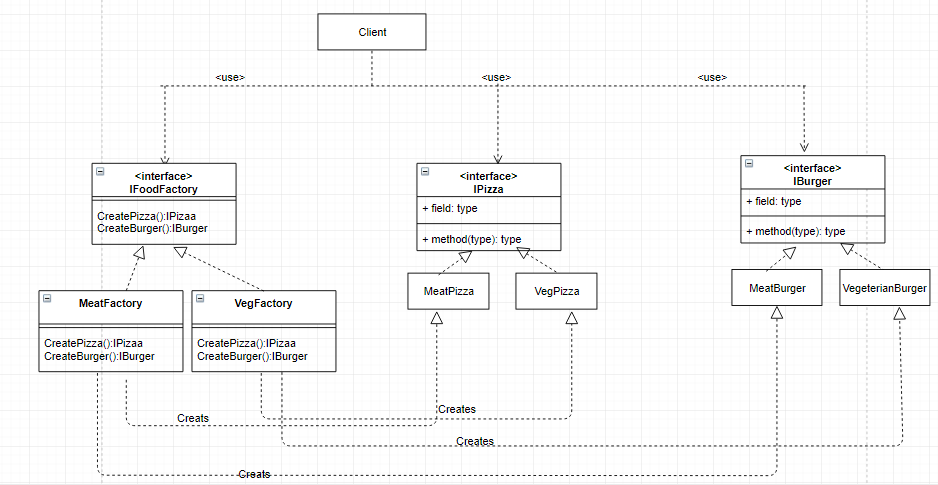 Client
<use>
<use>
<use>
<interface>
IFoodFactory
CreatePizza():IPizaa
CreateBurger():IBurger
<interface>
IPizza
+ field: type
+ method(type): type
<interface>
IBurger
+ field: type
+ method(type): type
MeatFactory
CreatePizza():IPizaa
CreateBurger():IBurger
VegFactory
CreatePizza():IPizaa
CreateBurger():IBurger
MeatPizza
VegPizza
MeatBurger
VegeterianBurger
Creats
Creates
Creates
Creats